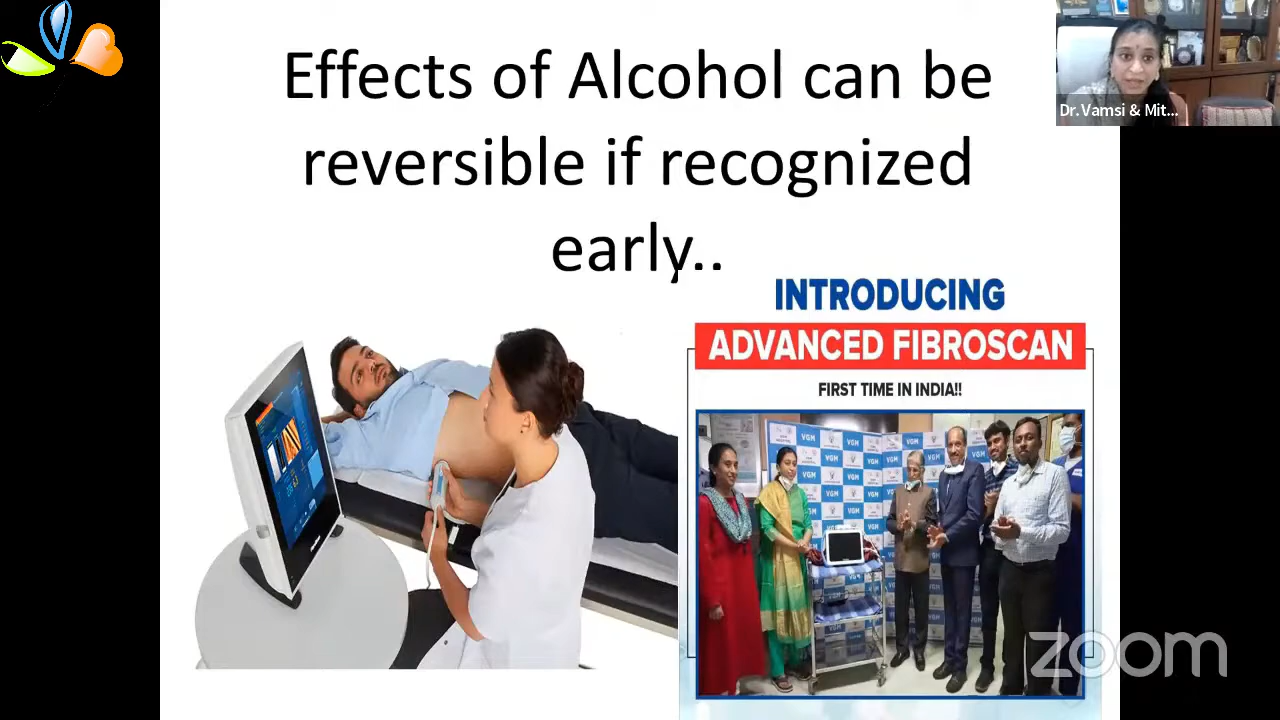 Effects of Alcohol can be
reversible if recognized
early..
Dr.Vamsi & Mit...
INTRODUCING
ADVANCED FIBROSCAN
FIRST TIME IN INDIA!!
VGM
zoom